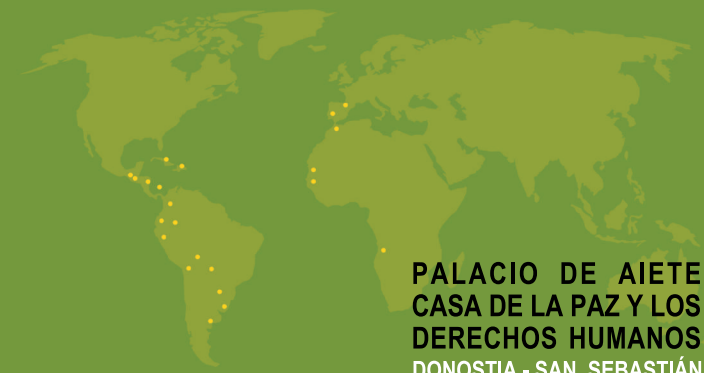 PALACIO DE AIETE
CASA DE LA PAZ Y LOS
DERECHOS HUMANOS
DONOSTIA - SAN SEBASTIÁN